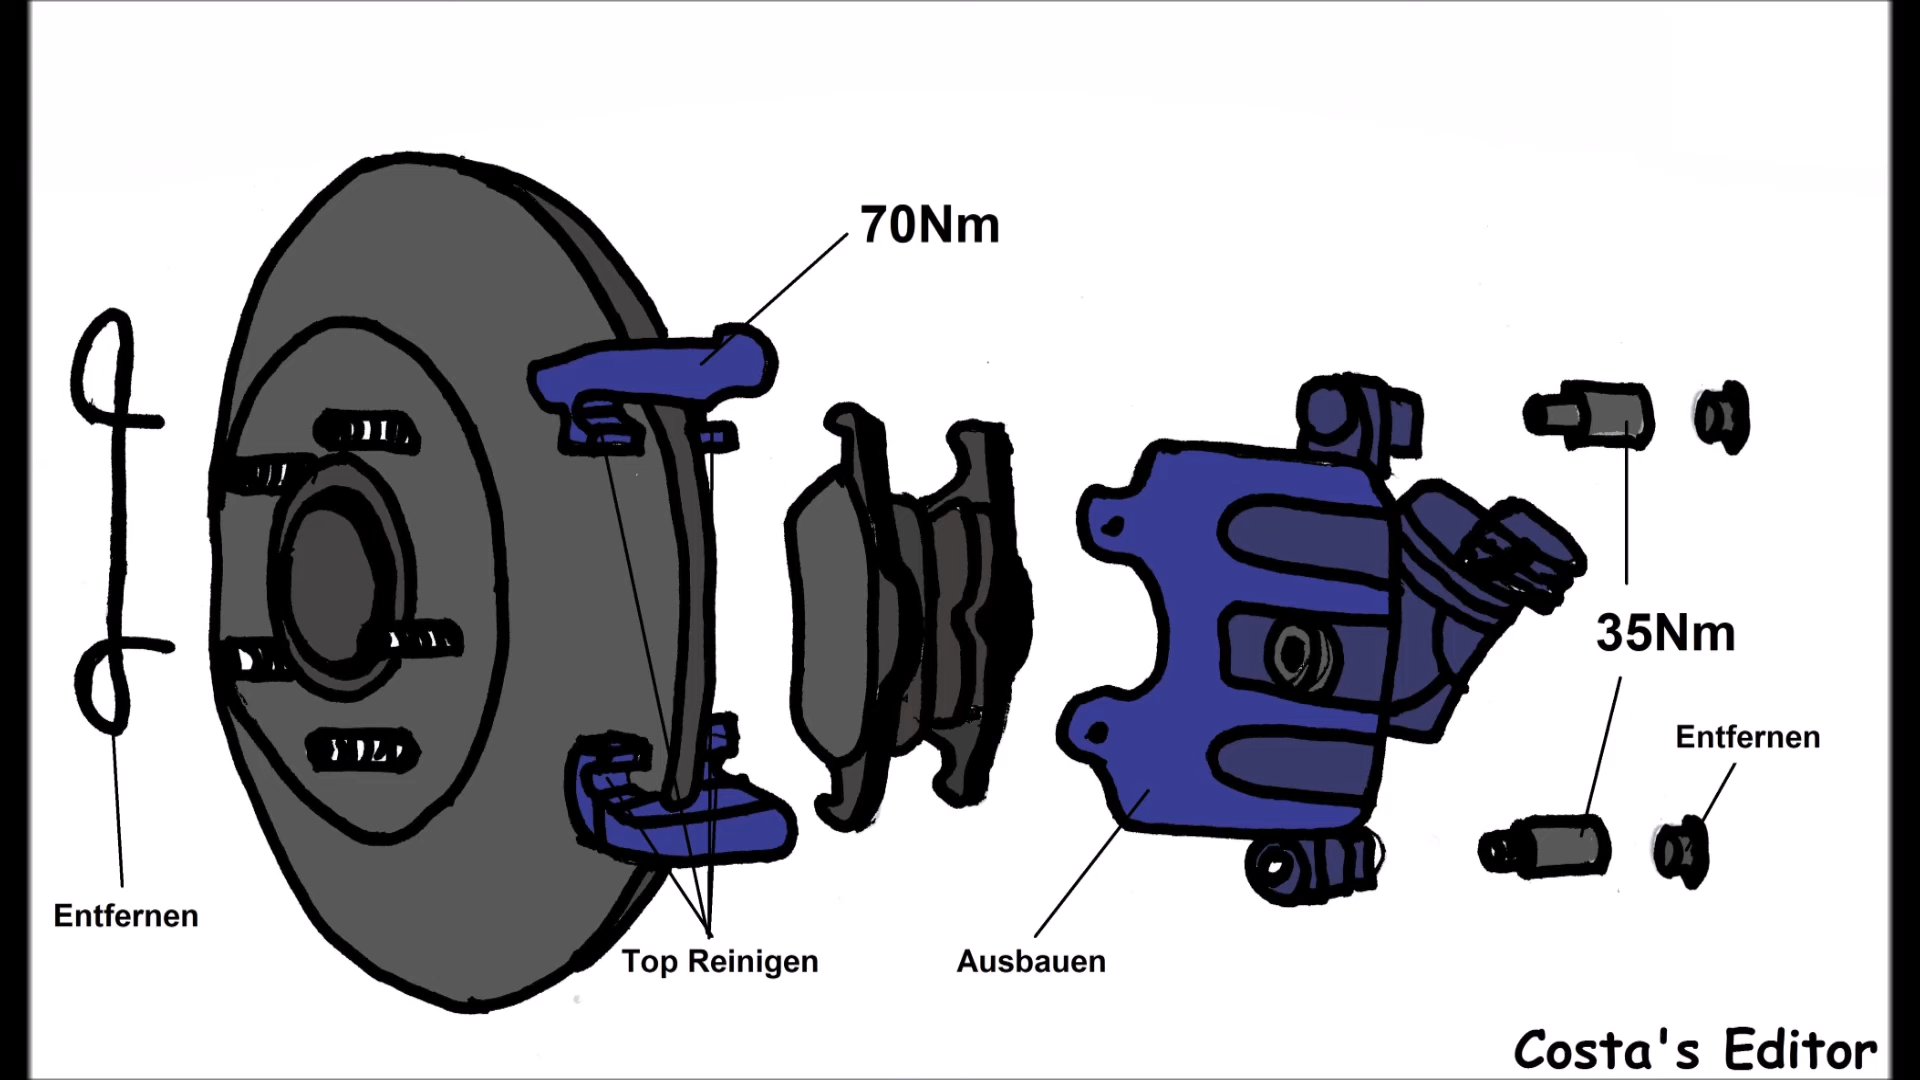 70Nm
35Nm
Entfernen
Entfernen
Top Reinigen
Ausbauen
Costa's Editor